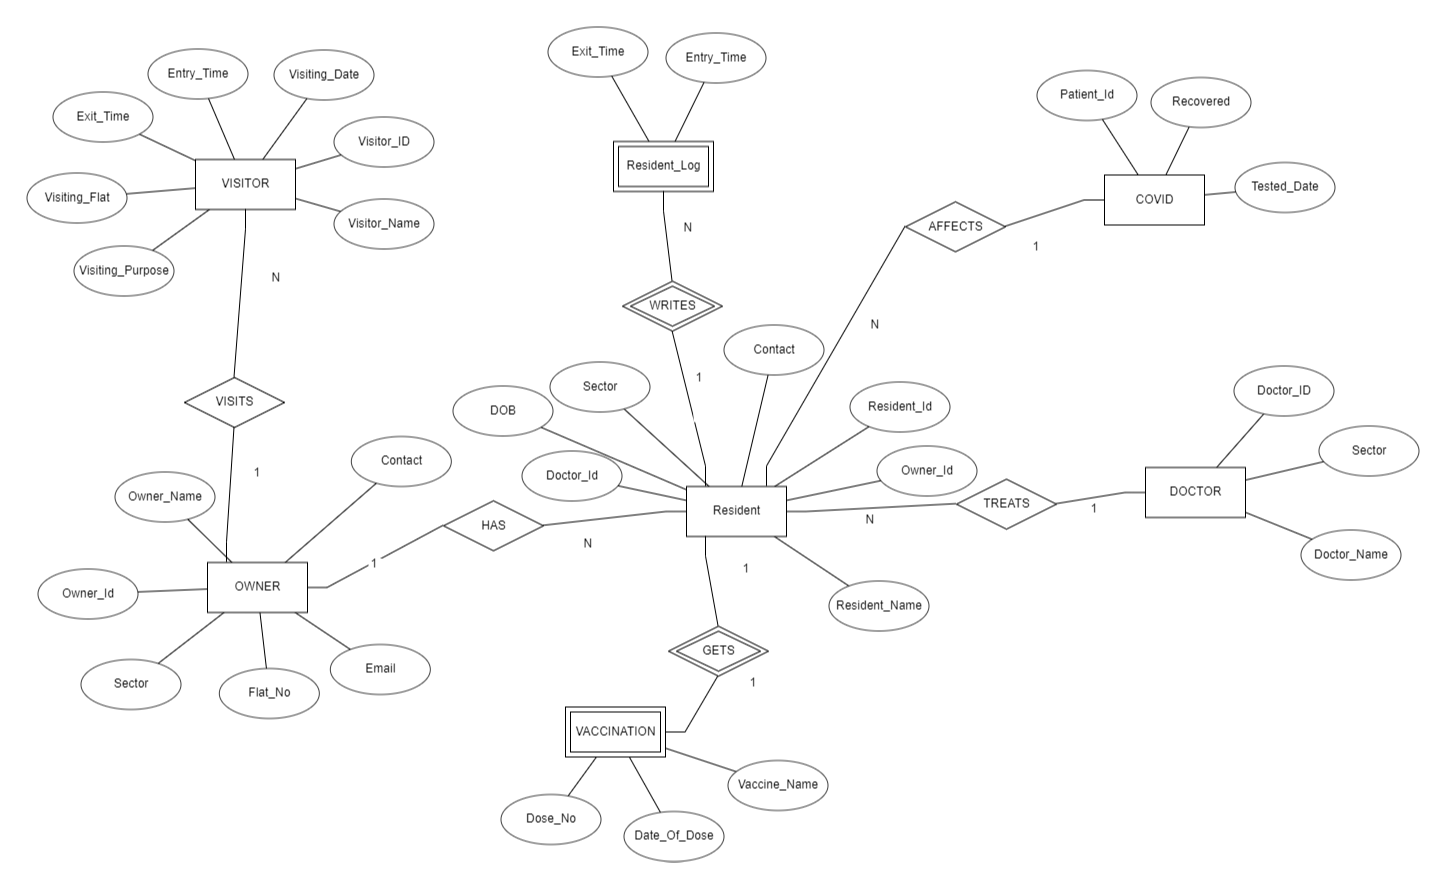 Exit_Time
Entry_Time
Entry_Time
Visiting_Date
Exit_Time
Visitor_ID
VISITOR
Visiting_Flat
Visitor_Name
Visiting_Purpose
N
VISITS
1
Resident_Log
N
WRITES
1
Patient_Id
Recovered
Tested_Date
COVID
AFFECTS
1
N
Contact
Sector
DOB
Resident_Id
Doctor_Id
Owner_Id
Resident
Resident_Name
N
TREATS
1
Doctor_ID
Sector
DOCTOR
Doctor_Name
Contact
Owner_Name
Owner_Id
OWNER
Sector
Flat_No
Email
1
HAS
N
1
GETS
1
VACCINATION
Vaccine_Name
Dose_No
Date_Of_Dose